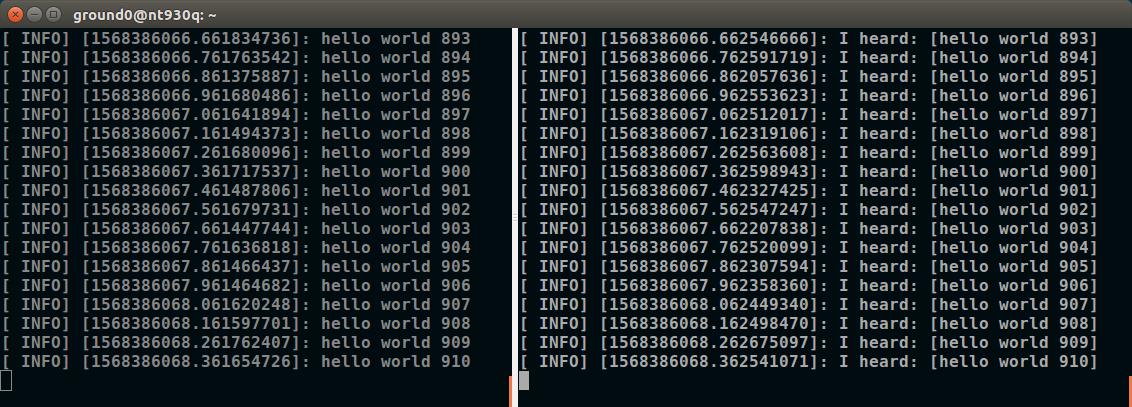 ground0@nt930q: ~
[ INFO] [1568386066.661834736]: hello world 893
[ INFO] [1568386066.761763542]: hello world 894
[ INFO] [1568386066.861375887]: hello world 895
[ INFO] [1568386066.961680486]: hello world 896
[ INFO] [1568386067.061641894]: hello world 897
[ INFO] [1568386067.161494373]: hello world 898
[ INFO] [1568386067.261680096]: hello world 899
[ INFO] [1568386067.361717537]: hello world 900
[ INFO] [1568386067.461487806]: hello world 901
[ INFO] [1568386067.561679731]: hello world 902
[ INFO] [1568386067.661447744]: hello world 903
[ INFO] [1568386067.761636818]: hello world 904
[ INFO] [1568386067.861466437]: hello world 905
[ INFO] [1568386067.961464682]: hello world 906
[ INFO] [1568386068.061620248]: hello world 907
[ INFO] [1568386068.161597701]: hello world 908
[ INFO] [1568386068.261762407]: hello world 909
[ INFO] [1568386068.361654726]: hello world 910
[ INFO] [1568386066.662546666]: I heard: [hello world 893]
[ INFO] [1568386066.762591719]: I heard: [hello world 894]
[ INFO] [1568386066.862057636]: I heard: [hello world 895]
[ INFO] [1568386066.962553623]: I heard: [hello world 896]
[ INFO] [1568386067.062512017]: I heard: [hello world 897]
[ INFO] [1568386067.162319106]: I heard: [hello world 898]
[ INFO] [1568386067.262563608]: I heard: [hello world 899]
[ INFO] [1568386067.362598943]: I heard: [hello world 900]
[ INFO] [1568386067.462327425]: I heard: [hello world 901]
[ INFO] [1568386067.562547247]: I heard: [hello world 902]
[ INFO] [1568386067.662207838]: I heard: [hello world 903]
[ INFO] [1568386067.762520099]: I heard: [hello world 904]
[ INFO] [1568386067.862307594]: I heard: [hello world 905]
[ INFO] [1568386067.962358360]: I heard: [hello world 906]
[ INFO] [1568386068.062449340]: I heard: [hello world 907]
[ INFO] [1568386068.162498470]: I heard: [hello world 908]
[ INFO] [1568386068.262675097]: I heard: [hello world 909]
[ INFO] [1568386068.362541071]: I heard: [hello world 910]